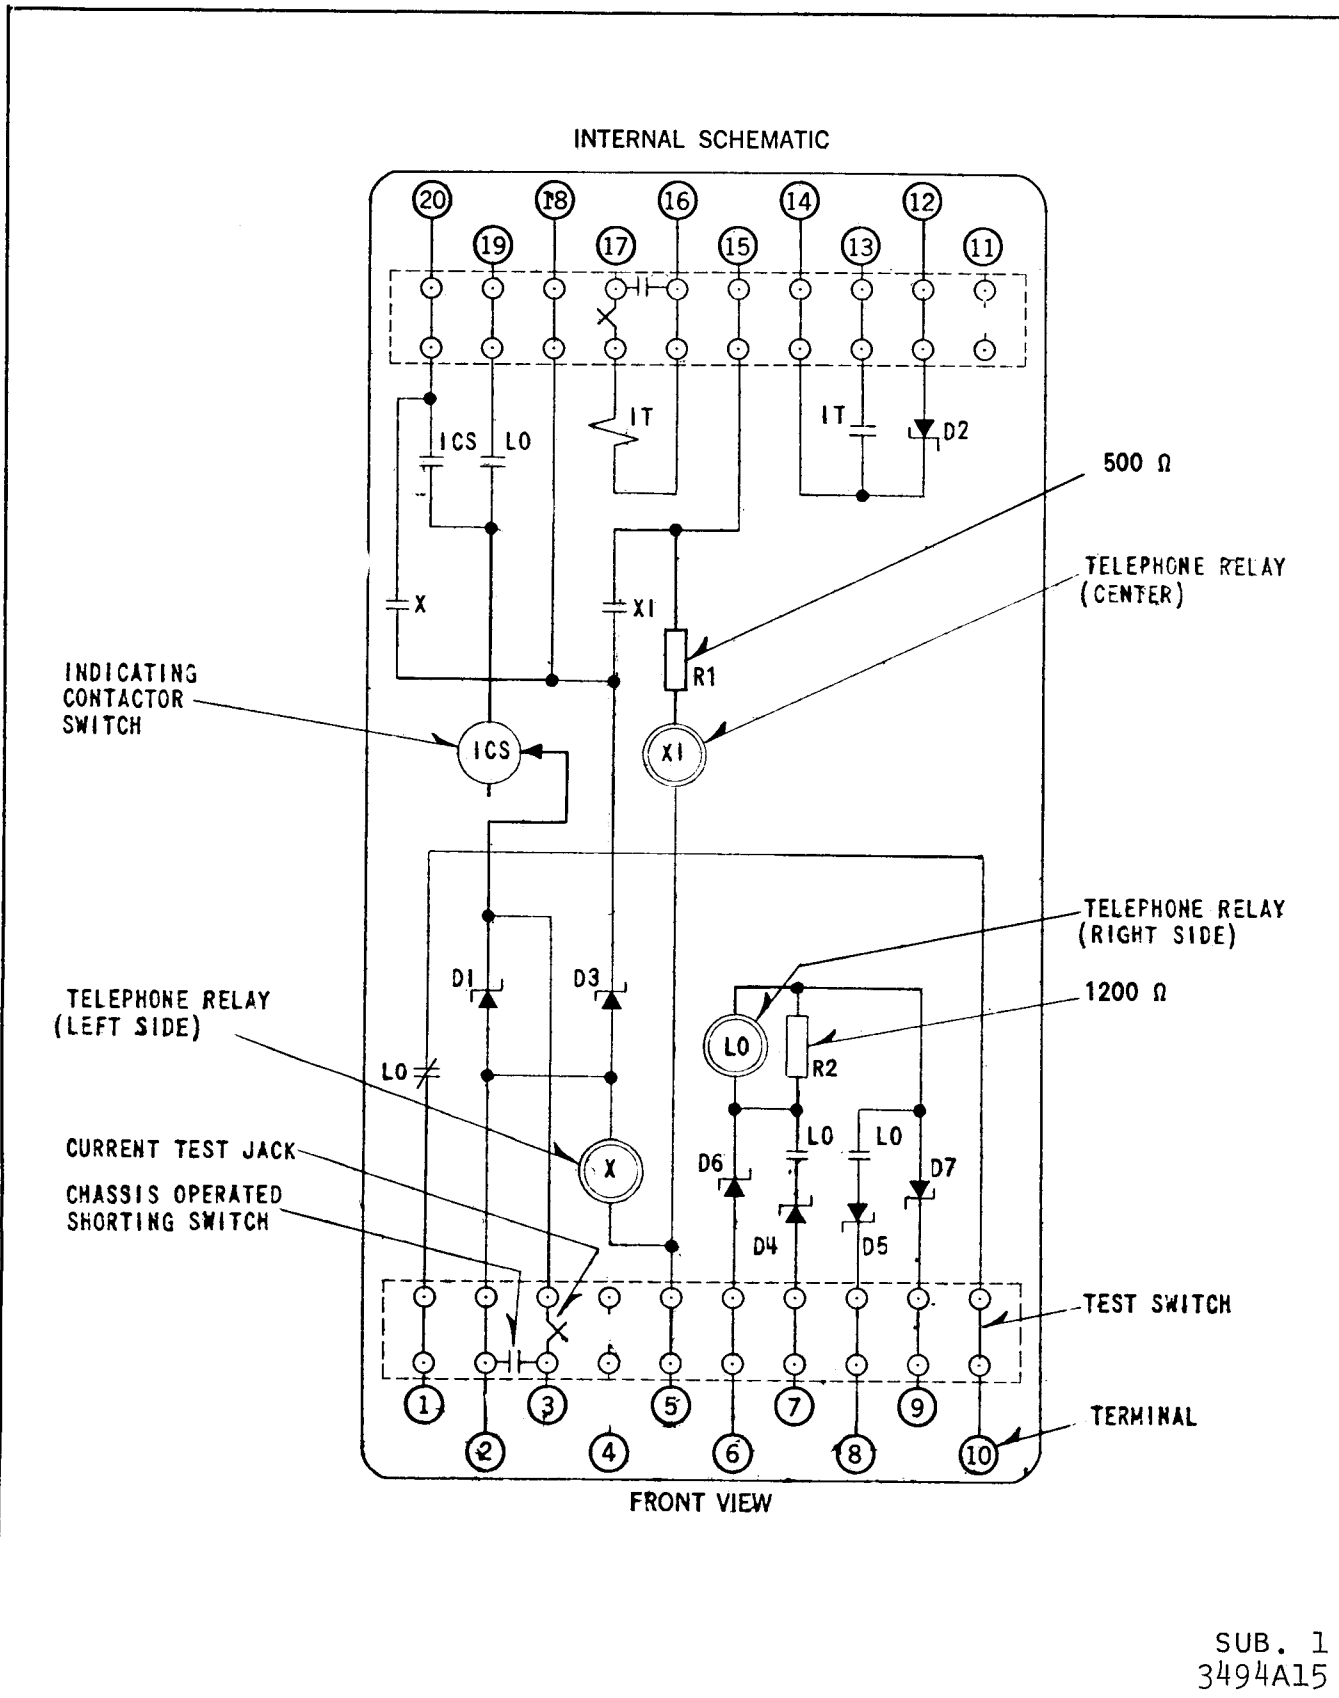 INTERNAL SCHEMATIC
20 18 16 14 12
19 17 15 13 11
IT IT
ICS LO D2
500 Ω
TELEPHONE RELAY
(CENTER)
X XI
INDICATING
CONTACTOR
SWITCH
R1
ICS XI
TELEPHONE RELAY
(RIGHT SIDE)
D1 D3
1200 Ω
TELEPHONE RELAY
(LEFT SIDE)
LO
R2
LO
CURRENT TEST JACK
LO LO
X D6 D7
CHASSIS OPERATED
SHORTING SWITCH
D4 D5
TEST SWITCH
1 3 5 7 9
TERMINAL
2 4 6 8 10
FRONT VIEW
SUB. 1
3494A15